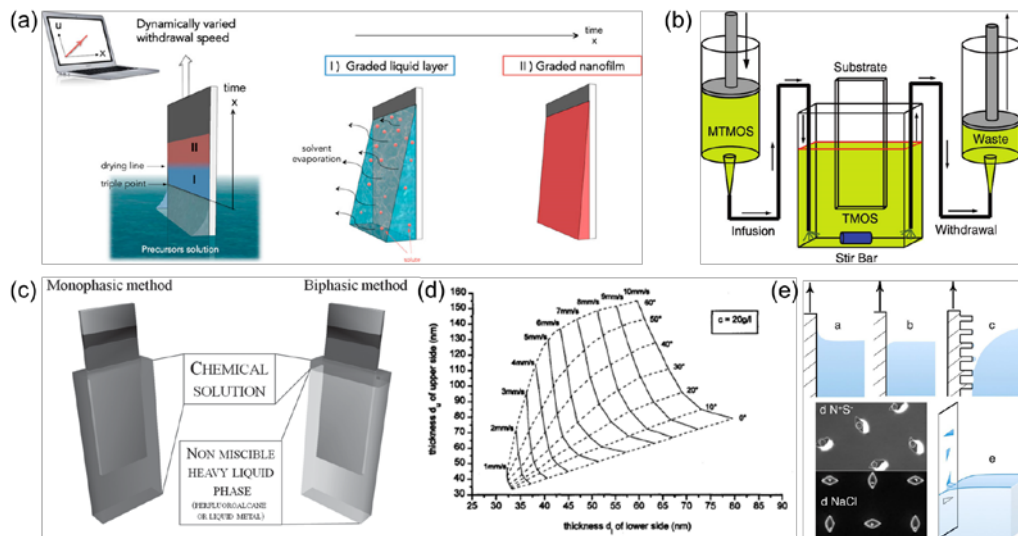 (a)
u
x
Dynamically varied
withdrawal speed
time
x
drying line
triple point
II
I
Precursors solution
time
x
I ) Graded liquid layer
solvent
evaporation
solute
II) Graded nanofilm
(b)
MTMOS
Substrate
Waste
TMOS
Infusion
Withdrawal
Stir Bar
(c)
Monophasic method
Biphasic method
CHEMICAL
SOLUTION
NON MISCIBLE
HEAVY LIQUID
PHASE
(PERFLUOROALCANE
OR LIQUID METAL)
(d)
thickness d_u of upper side (nm)
160
150
140
130
120
110
100
90
80
70
60
50
40
30
25 30 35 40 45 50 55 60 65 70 75 80 85 90
thickness d_l of lower side (nm)
1mm/s
2mm/s
3mm/s
4mm/s
5mm/s
6mm/s
7mm/s
8mm/s
9mm/s
10mm/s
60°
50°
40°
30°
20°
10°
0°
c = 20g/l
(e)
a
b
c
d N⁺S⁻
d NaCl
e